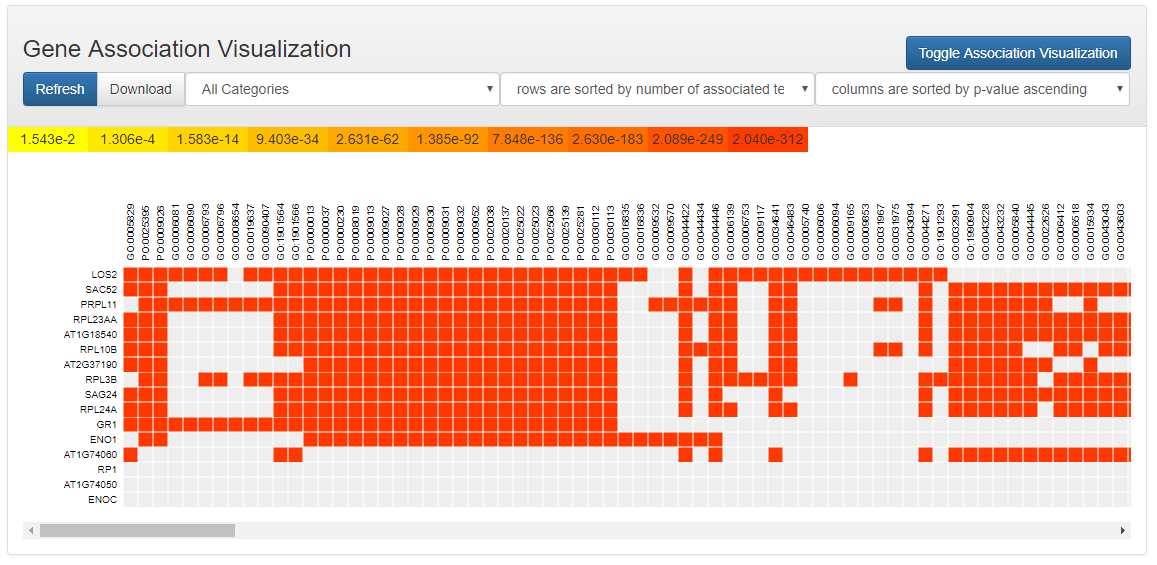 Gene Association Visualization
Toggle Association Visualization
Refresh Download All Categories rows are sorted by number of associated te columns are sorted by p-value ascending
1.543e-2 1.306e-4 1.583e-14 9.403e-34 2.631e-62 1.385e-92 7.848e-136 2.630e-183 2.089e-249 2.040e-312
GO:0005829
PO:0025395
PO:0009026
GO:0006081
GO:0006090
GO:0006793
GO:0006796
GO:0008654
GO:0019637
GO:0090407
GO:1901564
GO:1901566
PO:0000013
PO:0000037
PO:0000230
PO:0008019
PO:0009013
PO:0009027
PO:0009028
PO:0009029
PO:0009030
PO:0009031
PO:0009032
PO:0009052
PO:0020038
PO:0020137
PO:0025022
PO:0025023
PO:0025066
PO:0025139
PO:0025281
PO:0030112
PO:0030113
GO:0016835
GO:0016836
GO:0009532
GO:0009570
GO:0044422
GO:0044434
GO:0044446
GO:0006139
GO:0006753
GO:0009117
GO:0034641
GO:0046483
GO:0005740
GO:0009006
GO:0009094
GO:0009165
GO:0009853
GO:0031967
GO:0031975
GO:0043094
GO:0044271
GO:1901293
GO:0032991
GO:1990904
GO:0043228
GO:0043232
GO:0005840
GO:0044445
GO:0022626
GO:0006412
GO:0006518
GO:0015934
GO:0043043
GO:0043603
LOS2
SAC52
PRPL11
RPL23AA
AT1G18540
RPL10B
AT2G37190
RPL3B
SAG24
RPL24A
GR1
ENO1
AT1G74060
RP1
AT1G74050
ENOC